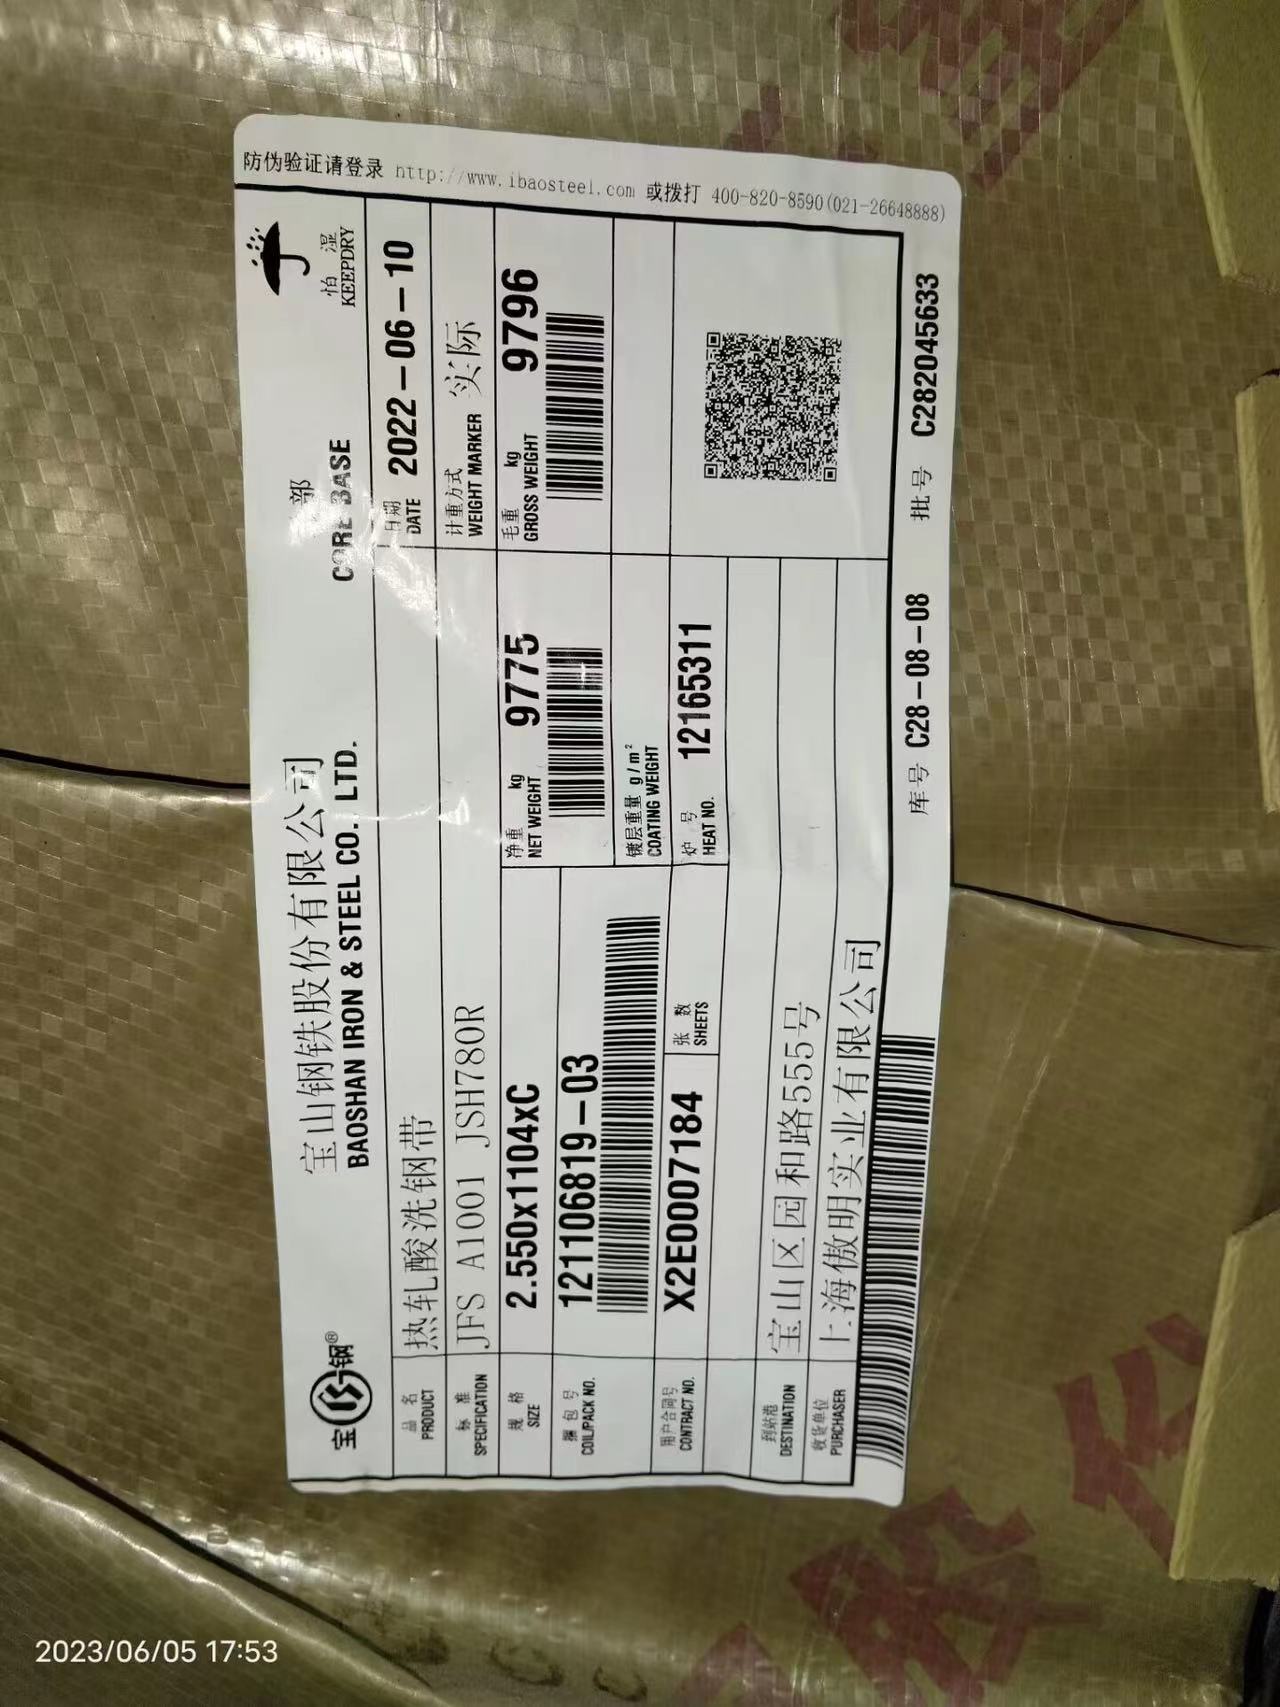 防伪验证请登录 http://www.ibaosteel.com 或拨打 400-820-8590(021-26648888)
宝钢®
宝山钢铁股份有限公司
部
怕 湿
BAOSHAN IRON & STEEL CO., LTD.
CORE BASE
KEEPDRY
品 名
PRODUCT
热轧酸洗钢带
日期
DATE
2022-06-10
标 准
SPECIFICATION
JFS A1001 JSH780R
计重方式
WEIGHT MARKER
实际
规 格
SIZE
2.550x1104xC
净重 kg
NET WEIGHT
9775
毛重 kg
GROSS WEIGHT
9796
捆 包 号
COIL/PACK NO.
12106819-03
镀层重量 g/m²
COATING WEIGHT
用户合同号
CONTRACT NO.
X2E0007184
张 数
SHEETS
炉 号
HEAT NO.
12165311
到站港
DESTINATION
宝山区园和路555号
收货单位
PURCHASER
上海傲明实业有限公司
库号 C28-08-08
批号 C282045633
股份
2023/06/05 17:53